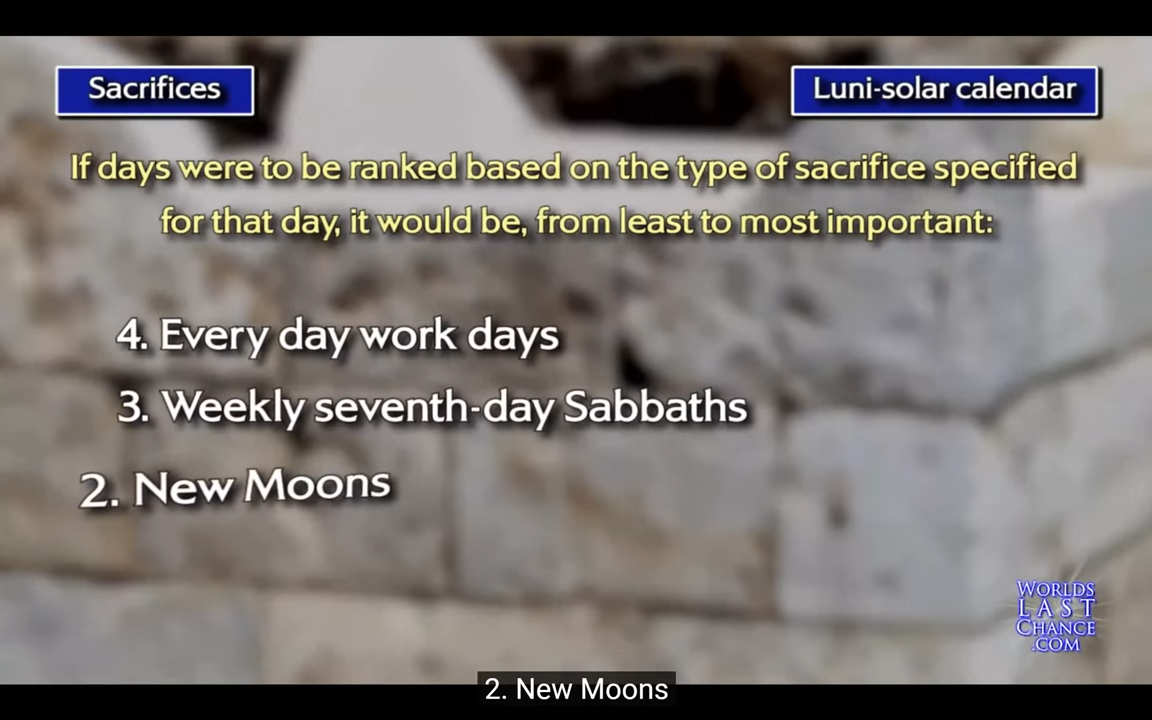 Sacrifices
Luni-solar calendar
If days were to be ranked based on the type of sacrifice specified
for that day, it would be, from least to most important:
4. Every day work days
3. Weekly seventh-day Sabbaths
2. New Moons
WORLDS
LAST
CHANCE
.COM
2. New Moons